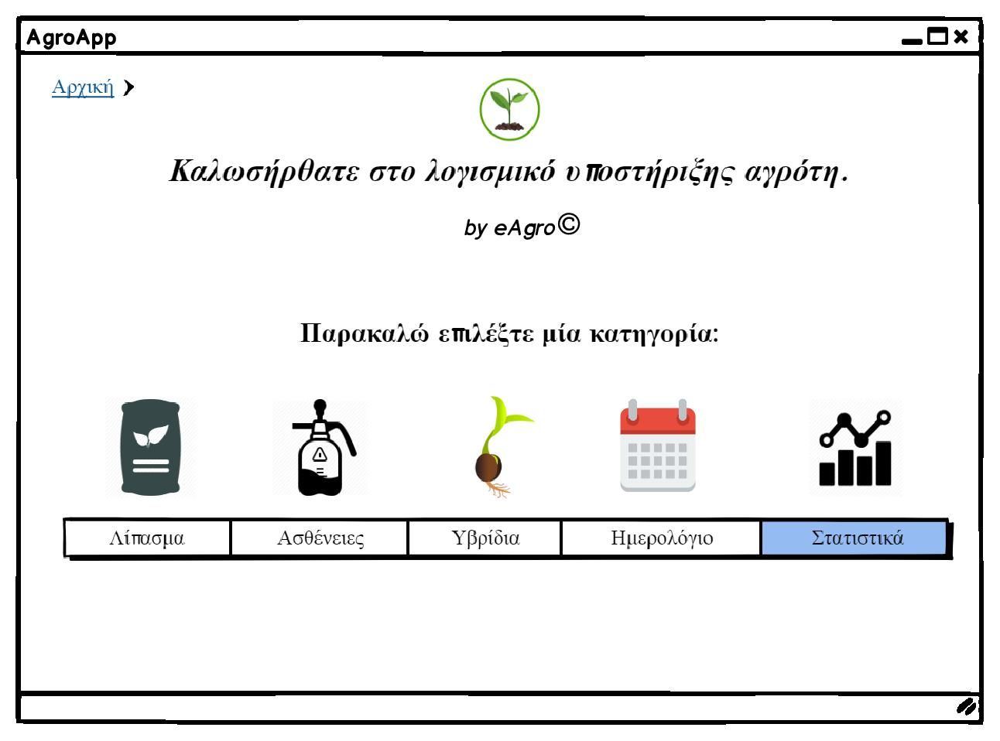 AgroApp
Αρχική
Καλωσήρθατε στο λογισμικό υποστήριξης αγρότη.
by eAgro©
Παρακαλώ επιλέξτε μία κατηγορία:
Λίπασμα Ασθένειες Υβρίδια Ημερολόγιο Στατιστικά